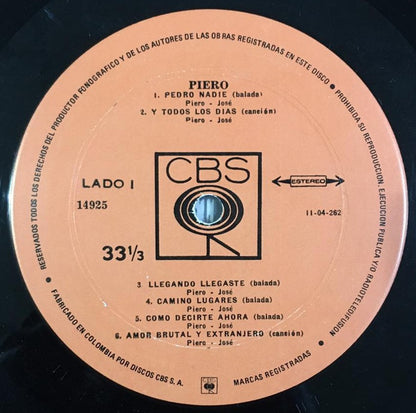 RESERVADOS TODOS LOS DERECHOS DEL PRODUCTOR FONOGRAFICO Y DE LOS AUTORES DE LAS OBRAS REGISTRADAS EN ESTE DISCO • PROHIBIDA SU REPRODUCCION, EJECUCION PUBLICA Y/O RADIOTELEDIFUSION
PIERO
1. PEDRO NADIE (balada)
Piero - José
2. Y TODOS LOS DIAS (canción)
Piero - José
CBS
LADO I
14925
ESTEREO
11-04-262
33 1/3
3 LLEGANDO LLEGASTE (balada)
Piero - José
4. CAMINO LUGARES (balada)
Piero - José
5. COMO DECIRTE AHORA (balada)
Piero - José
6. AMOR BRUTAL Y EXTRANJERO (canción)
Piero - José
• FABRICADO EN COLOMBIA POR DISCOS CBS S. A.
CBS
MARCAS REGISTRADAS •